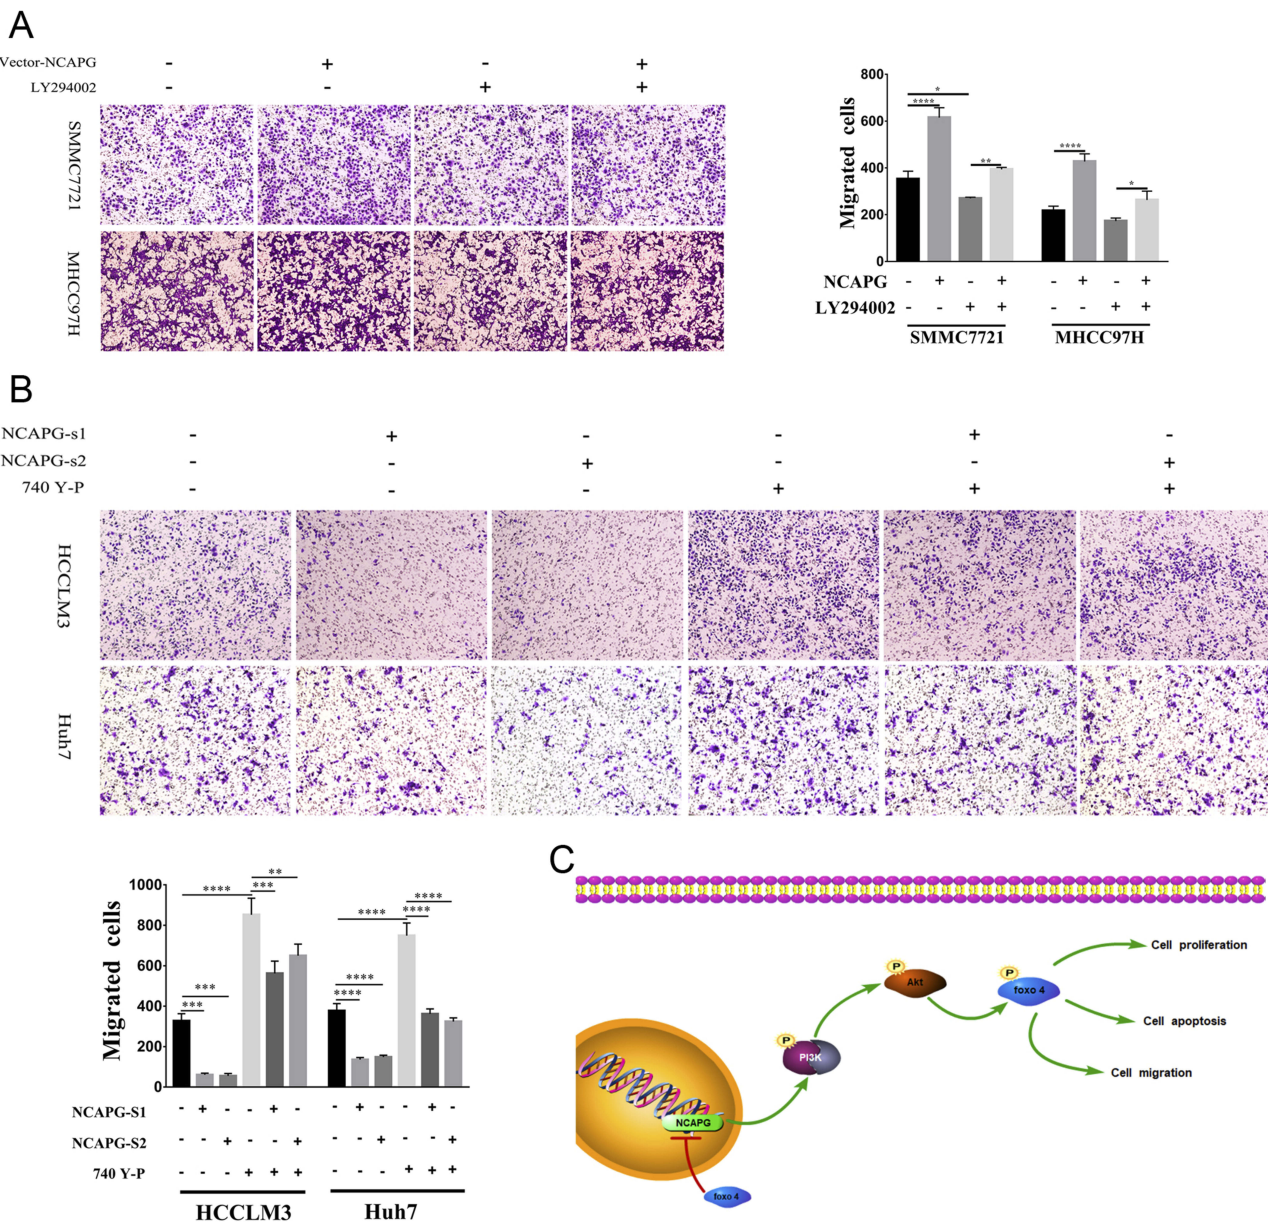 A
Vector-NCAPG - + - +
LY294002 - - + +
SMMC7721
MHCC97H
800
600
400
200
0
Migrated cells
* **** ** **** *
NCAPG - + - + - + - +
LY294002 - - + + - - + +
SMMC7721 MHCC97H
B
NCAPG-s1 - + - - + -
NCAPG-s2 - - + - - +
740 Y-P - - - + + +
HCCLM3
Huh7
1000
800
600
400
200
0
Migrated cells
**
**** ***
***
***
****
**** ****
****
****
NCAPG-S1 - + - - + - - + - - + -
NCAPG-S2 - - + - - + - - + - - +
740 Y-P - - - + + + - - - + + +
HCCLM3 Huh7
C
P
Akt
P
foxo 4
P
PI3K
NCAPG
foxo 4
Cell proliferation
Cell apoptosis
Cell migration